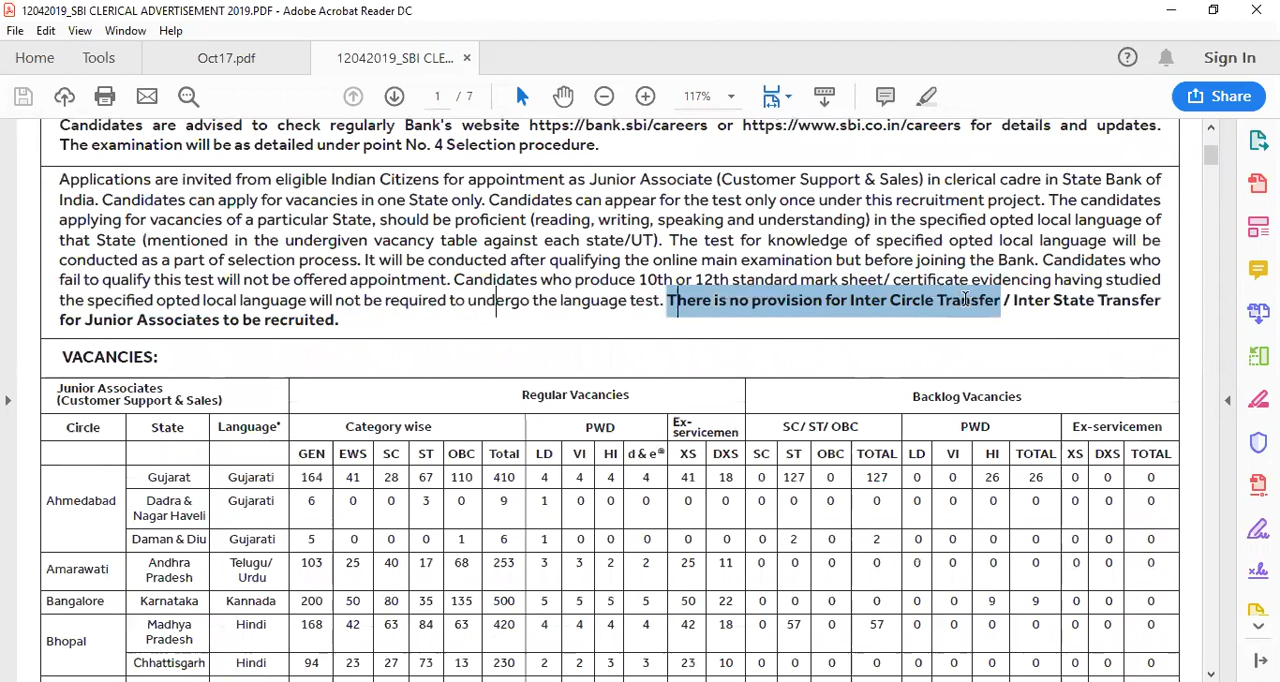 12042019_SBI CLERICAL ADVERTISEMENT 2019.PDF - Adobe Acrobat Reader DC
File Edit View Window Help
Home Tools Oct17.pdf 12042019_SBI CLE... ×
Sign In
1 / 7 117% Share
Candidates are advised to check regularly Bank's website https://bank.sbi/careers or https://www.sbi.co.in/careers for details and updates.
The examination will be as detailed under point No. 4 Selection procedure.
Applications are invited from eligible Indian Citizens for appointment as Junior Associate (Customer Support & Sales) in clerical cadre in State Bank of
India. Candidates can apply for vacancies in one State only. Candidates can appear for the test only once under this recruitment project. The candidates
applying for vacancies of a particular State, should be proficient (reading, writing, speaking and understanding) in the specified opted local language of
that State (mentioned in the undergiven vacancy table against each state/UT). The test for knowledge of specified opted local language will be
conducted as a part of selection process. It will be conducted after qualifying the online main examination but before joining the Bank. Candidates who
fail to qualify this test will not be offered appointment. Candidates who produce 10th or 12th standard mark sheet/ certificate evidencing having studied
the specified opted local language will not be required to undergo the language test. There is no provision for Inter Circle Transfer / Inter State Transfer
for Junior Associates to be recruited.
VACANCIES:
Junior Associates
(Customer Support & Sales) Regular Vacancies Backlog Vacancies
Circle State Language* Category wise PWD Ex-servicemen SC/ ST/ OBC PWD Ex-servicemen
GEN EWS SC ST OBC Total LD VI HI d & e@ XS DXS SC ST OBC TOTAL LD VI HI TOTAL XS DXS TOTAL
Ahmedabad Gujarat Gujarati 164 41 28 67 110 410 4 4 4 4 41 18 0 127 0 127 0 0 26 26 0 0 0
Dadra & Nagar Haveli Gujarati 6 0 0 3 0 9 1 0 0 0 0 0 0 0 0 0 0 0 0 0 0 0 0
Daman & Diu Gujarati 5 0 0 0 1 6 1 0 0 0 0 0 0 2 0 2 0 0 0 0 0 0 0
Amarawati Andhra Pradesh Telugu/ Urdu 103 25 40 17 68 253 3 3 2 2 25 11 0 0 0 0 0 0 0 0 0 0 0
Bangalore Karnataka Kannada 200 50 80 35 135 500 5 5 5 5 50 22 0 0 0 0 0 0 9 9 0 0 0
Bhopal Madhya Pradesh Hindi 168 42 63 84 63 420 4 4 4 4 42 18 0 57 0 57 0 0 0 0 0 0 0
Chhattisgarh Hindi 94 23 27 73 13 230 2 2 3 3 23 10 0 0 0 0 0 0 0 0 0 0 0